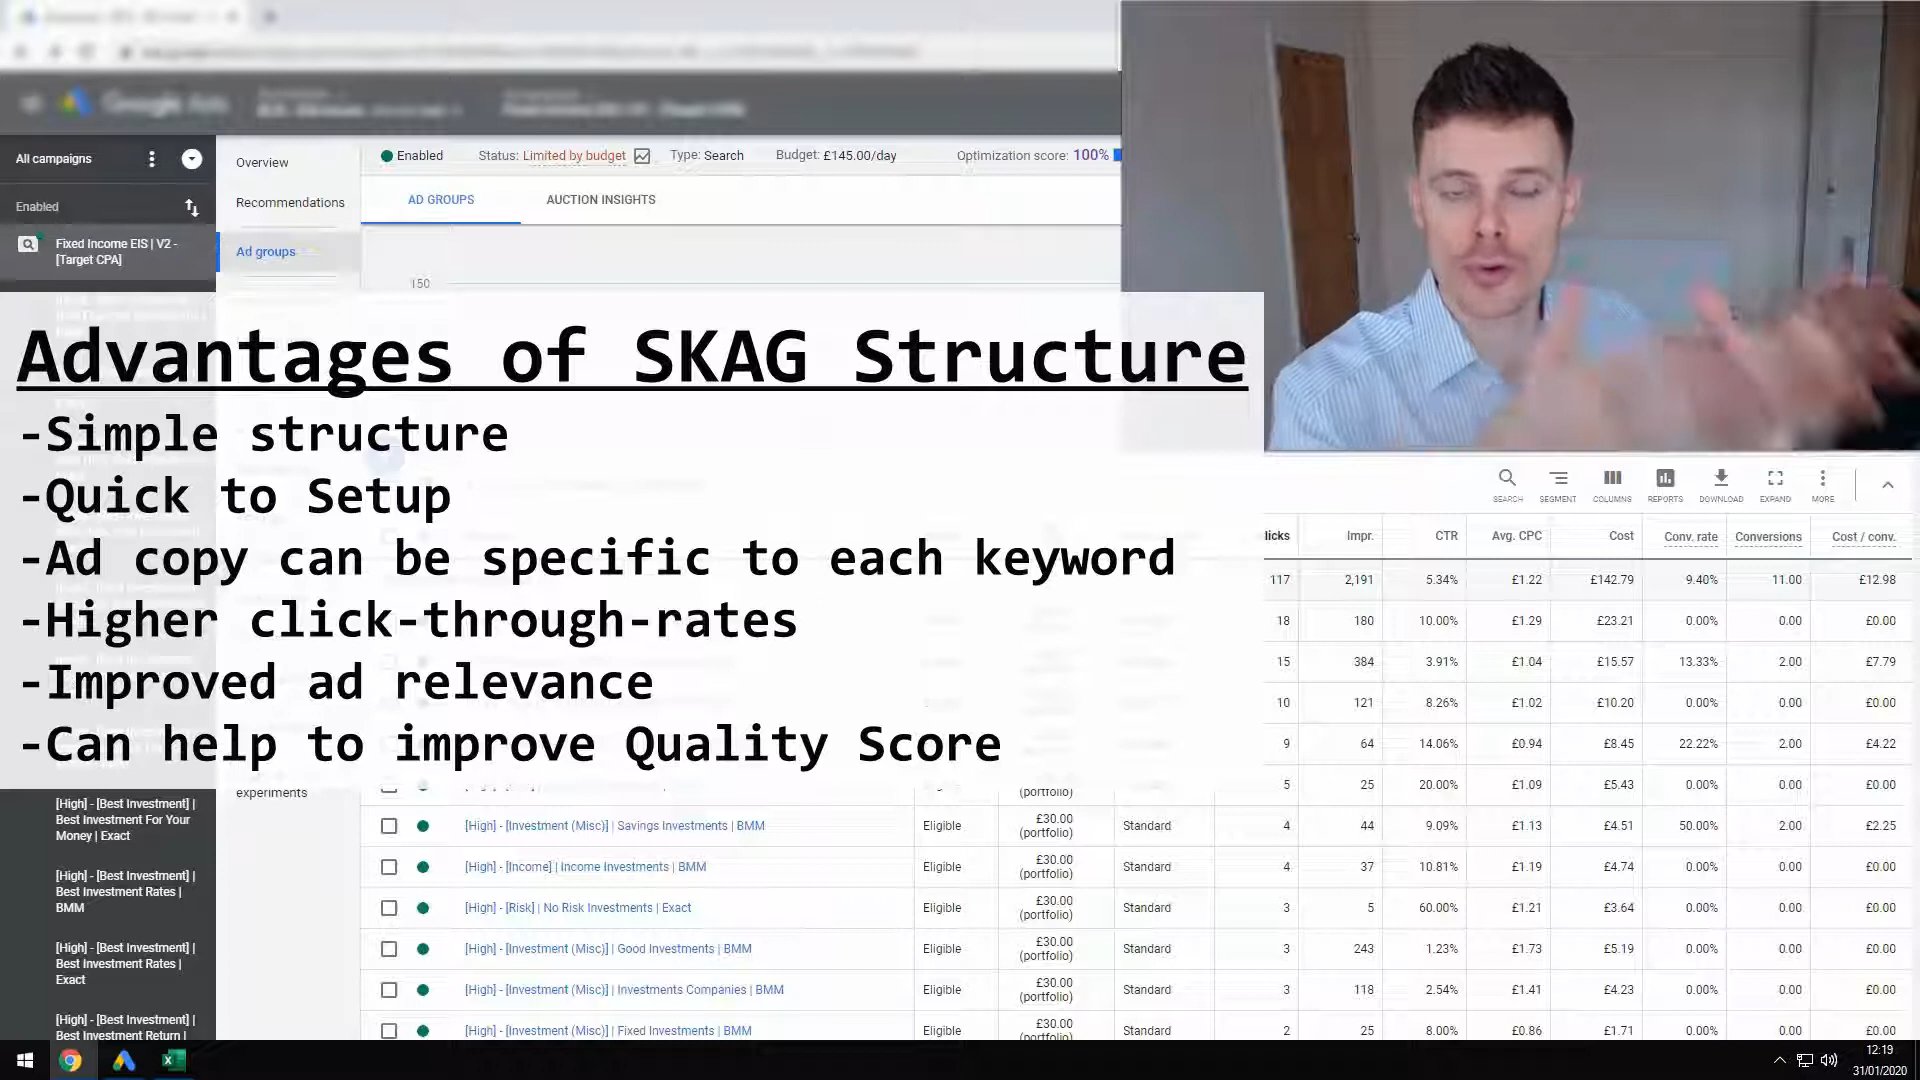 Google Ads
All campaigns
Enabled
Fixed Income EIS | V2 -
[Target CPA]
Overview
Recommendations
Ad groups
Enabled Status: Limited by budget Type: Search Budget: £145.00/day Optimization score: 100%
AD GROUPS AUCTION INSIGHTS
150
Advantages of SKAG Structure
-Simple structure
-Quick to Setup
-Ad copy can be specific to each keyword
-Higher click-through-rates
-Improved ad relevance
-Can help to improve Quality Score
experiments
[High] - [Best Investment] |
Best Investment For Your
Money | Exact
[High] - [Best Investment] |
Best Investment Rates |
BMM
[High] - [Best Investment] |
Best Investment Rates |
Exact
[High] - [Best Investment] |
Best Investment Return |
SEARCH SEGMENT COLUMNS REPORTS DOWNLOAD EXPAND MORE
licks Impr. CTR Avg. CPC Cost Conv. rate Conversions Cost / conv.
117 2,191 5.34% £1.22 £142.79 9.40% 11.00 £12.98
18 180 10.00% £1.29 £23.21 0.00% 0.00 £0.00
15 384 3.91% £1.04 £15.57 13.33% 2.00 £7.79
10 121 8.26% £1.02 £10.20 0.00% 0.00 £0.00
9 64 14.06% £0.94 £8.45 22.22% 2.00 £4.22
(portfolio) 5 25 20.00% £1.09 £5.43 0.00% 0.00 £0.00
[High] - [Investment (Misc)] | Savings Investments | BMM Eligible £30.00 (portfolio) Standard 4 44 9.09% £1.13 £4.51 50.00% 2.00 £2.25
[High] - [Income] | Income Investments | BMM Eligible £30.00 (portfolio) Standard 4 37 10.81% £1.19 £4.74 0.00% 0.00 £0.00
[High] - [Risk] | No Risk Investments | Exact Eligible £30.00 (portfolio) Standard 3 5 60.00% £1.21 £3.64 0.00% 0.00 £0.00
[High] - [Investment (Misc)] | Good Investments | BMM Eligible £30.00 (portfolio) Standard 3 243 1.23% £1.73 £5.19 0.00% 0.00 £0.00
[High] - [Investment (Misc)] | Investments Companies | BMM Eligible £30.00 (portfolio) Standard 3 118 2.54% £1.41 £4.23 0.00% 0.00 £0.00
[High] - [Investment (Misc)] | Fixed Investments | BMM Eligible £30.00 (portfolio) Standard 2 25 8.00% £0.86 £1.71 0.00% 0.00 £0.00
12:19
31/01/2020